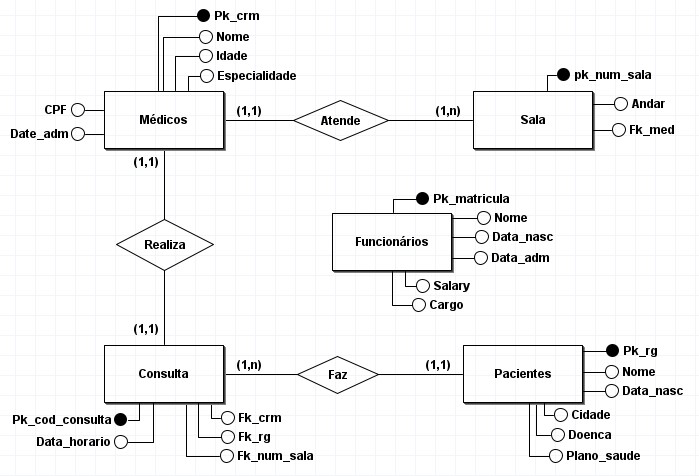 Pk_crm
Nome
Idade
Especialidade
CPF
Date_adm
Médicos
(1,1)
Atende
(1,n)
pk_num_sala
Andar
Fk_med
Sala
(1,1)
Realiza
(1,1)
Pk_matricula
Nome
Data_nasc
Data_adm
Funcionários
Salary
Cargo
Consulta
(1,n)
Faz
(1,1)
Pacientes
Pk_rg
Nome
Data_nasc
Cidade
Doenca
Plano_saude
Pk_cod_consulta
Data_horario
Fk_crm
Fk_rg
Fk_num_sala